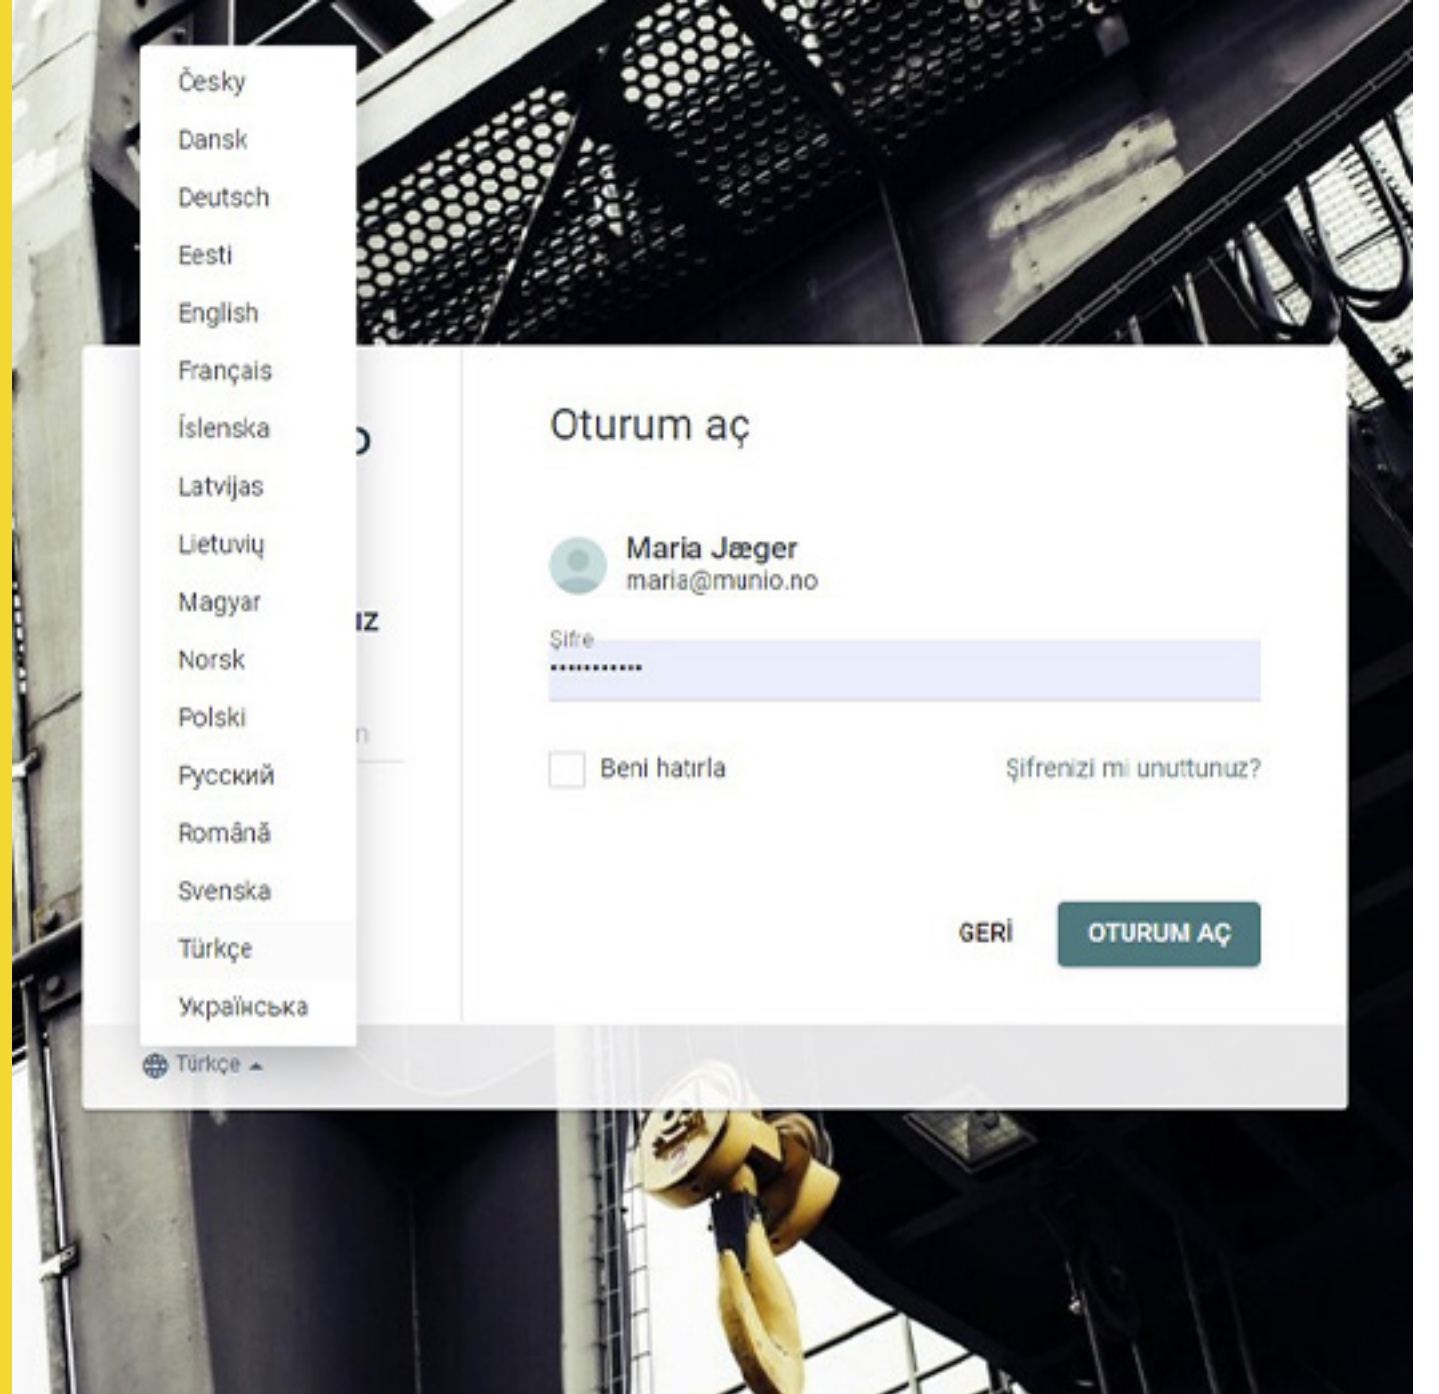 Česky
Dansk
Deutsch
Eesti
English
Français
Íslenska
Latvijas
Lietuvių
Magyar
Norsk
Polski
Русский
Română
Svenska
Türkçe
Українська
Türkçe
Oturum aç
Maria Jæger
maria@munio.no
Şifre
•••••••••••
Beni hatırla
Şifrenizi mi unuttunuz?
GERİ
OTURUM AÇ